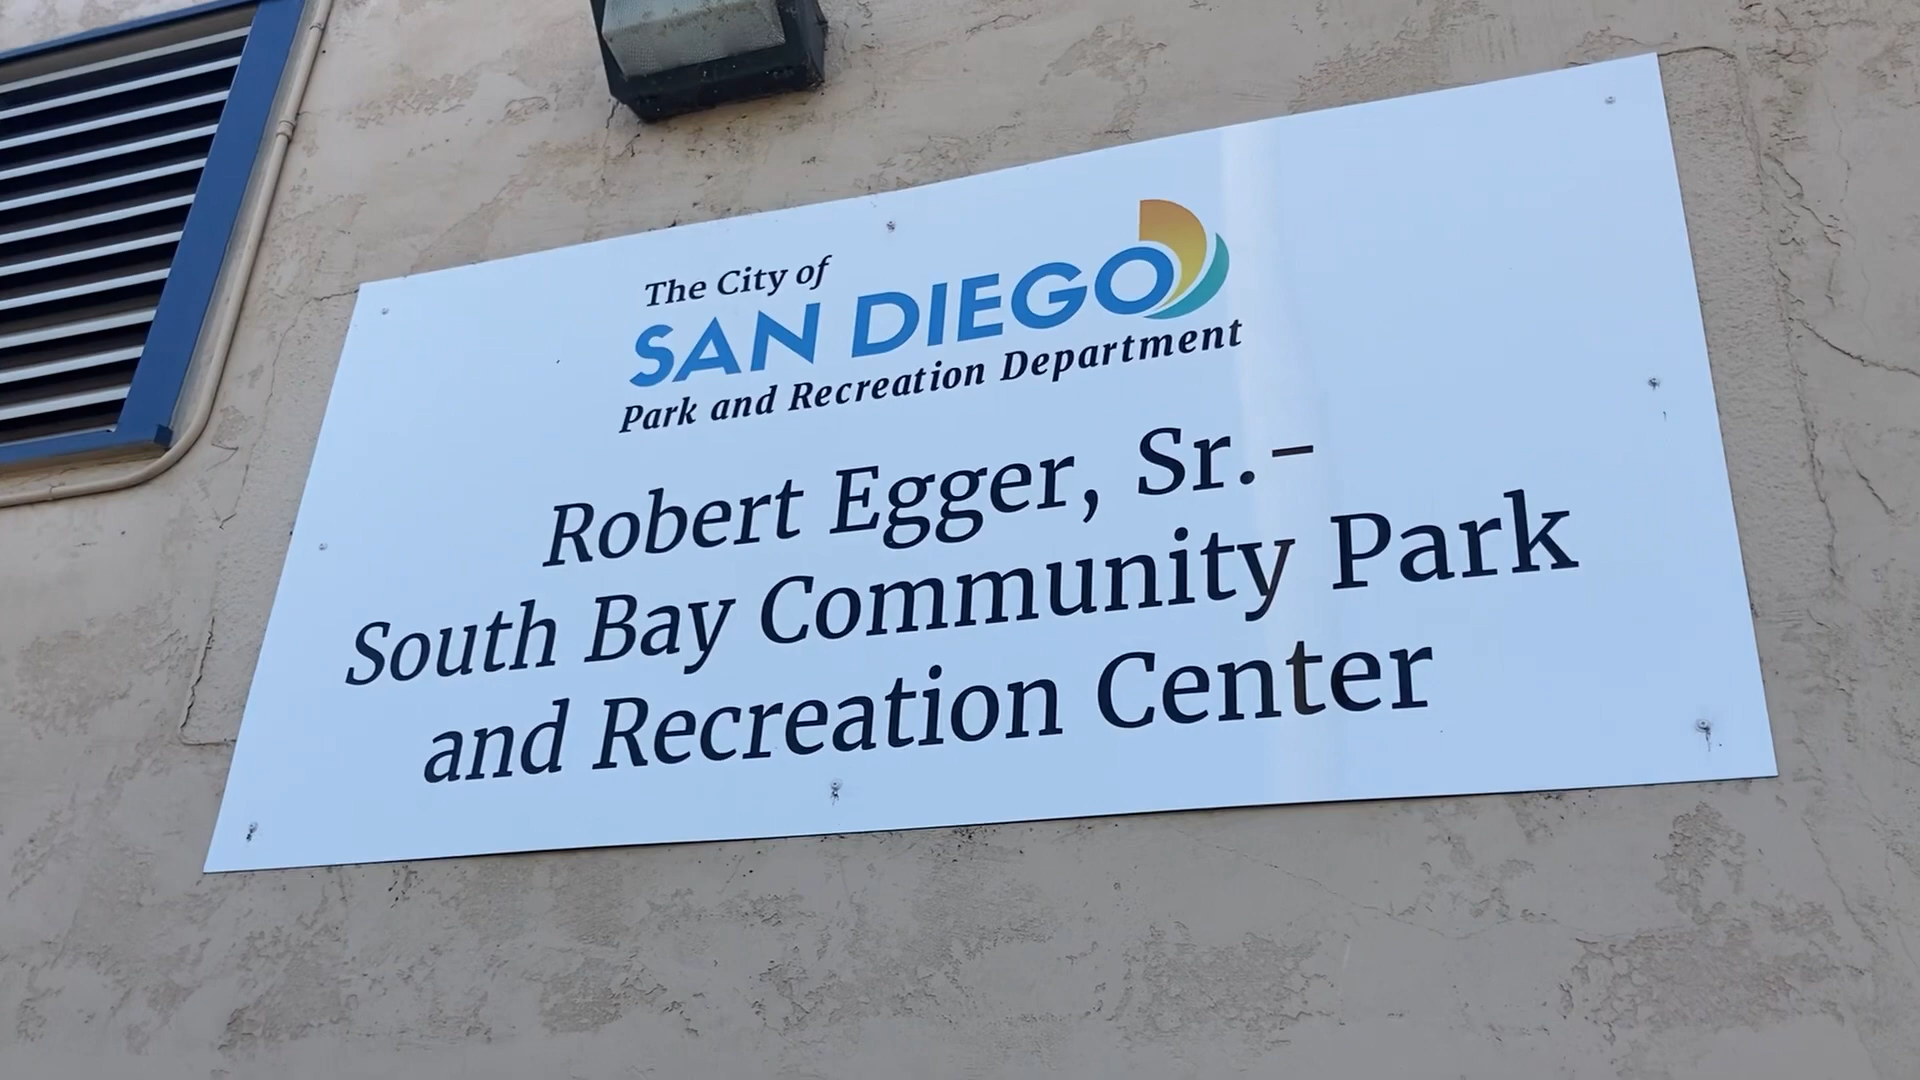 The City of
SAN DIEGO
Park and Recreation Department
Robert Egger, Sr.–
South Bay Community Park
and Recreation Center